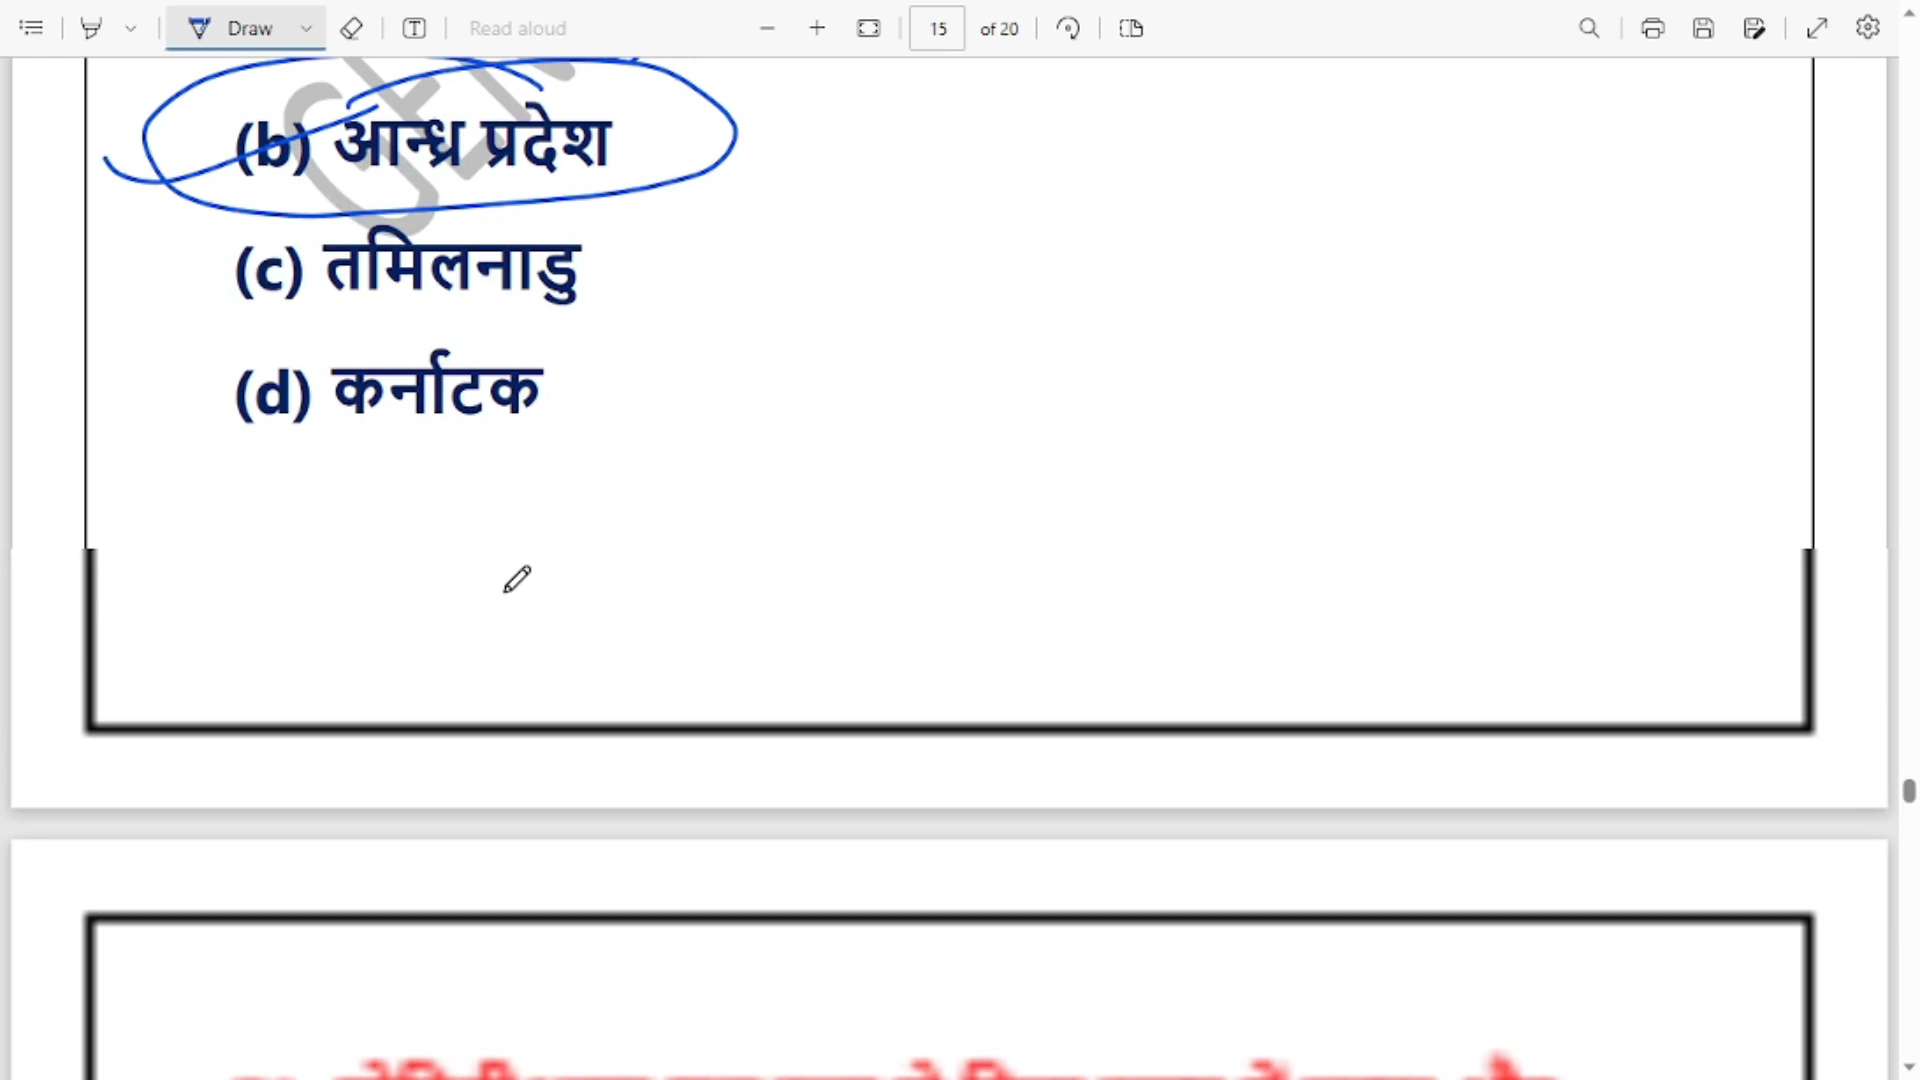 Draw
Read aloud
15 of 20
(b) आन्ध्र प्रदेश
(c) तमिलनाडु
(d) कर्नाटक